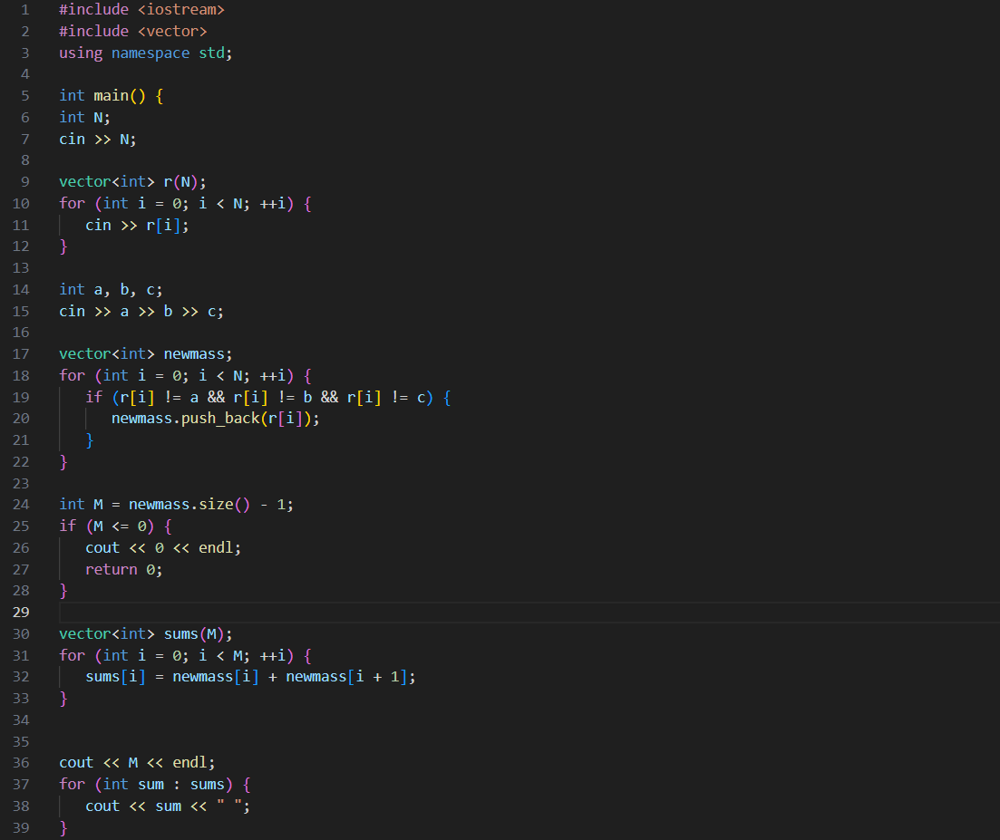 1 #include <iostream>
2 #include <vector>
3 using namespace std;
4
5 int main() {
6 int N;
7 cin >> N;
8
9 vector<int> r(N);
10 for (int i = 0; i < N; ++i) {
11 cin >> r[i];
12 }
13
14 int a, b, c;
15 cin >> a >> b >> c;
16
17 vector<int> newmass;
18 for (int i = 0; i < N; ++i) {
19 if (r[i] != a && r[i] != b && r[i] != c) {
20 newmass.push_back(r[i]);
21 }
22 }
23
24 int M = newmass.size() - 1;
25 if (M <= 0) {
26 cout << 0 << endl;
27 return 0;
28 }
29
30 vector<int> sums(M);
31 for (int i = 0; i < M; ++i) {
32 sums[i] = newmass[i] + newmass[i + 1];
33 }
34
35
36 cout << M << endl;
37 for (int sum : sums) {
38 cout << sum << " ";
39 }